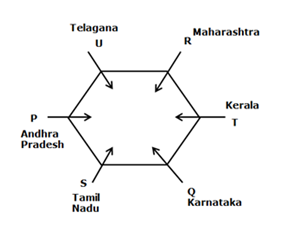 Telagana
U
Maharashtra
R
P
Andhra
Pradesh
Kerala
T
S
Tamil
Nadu
Q
Karnataka